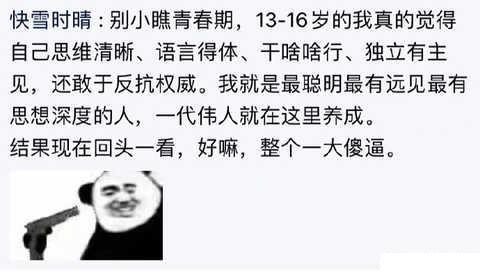 快雪时晴：别小瞧青春期，13-16岁的我真的觉得
自己思维清晰、语言得体、干啥啥行、独立有主
见，还敢于反抗权威。我就是最聪明最有远见最有
思想深度的人，一代伟人就在这里养成。
结果现在回头一看，好嘛，整个一大傻逼。